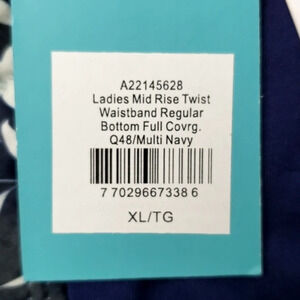 A22145628
Ladies Mid Rise Twist
Waistband Regular
Bottom Full Covrg.
Q48/Multi Navy
7 70296 67338 6
XL/TG